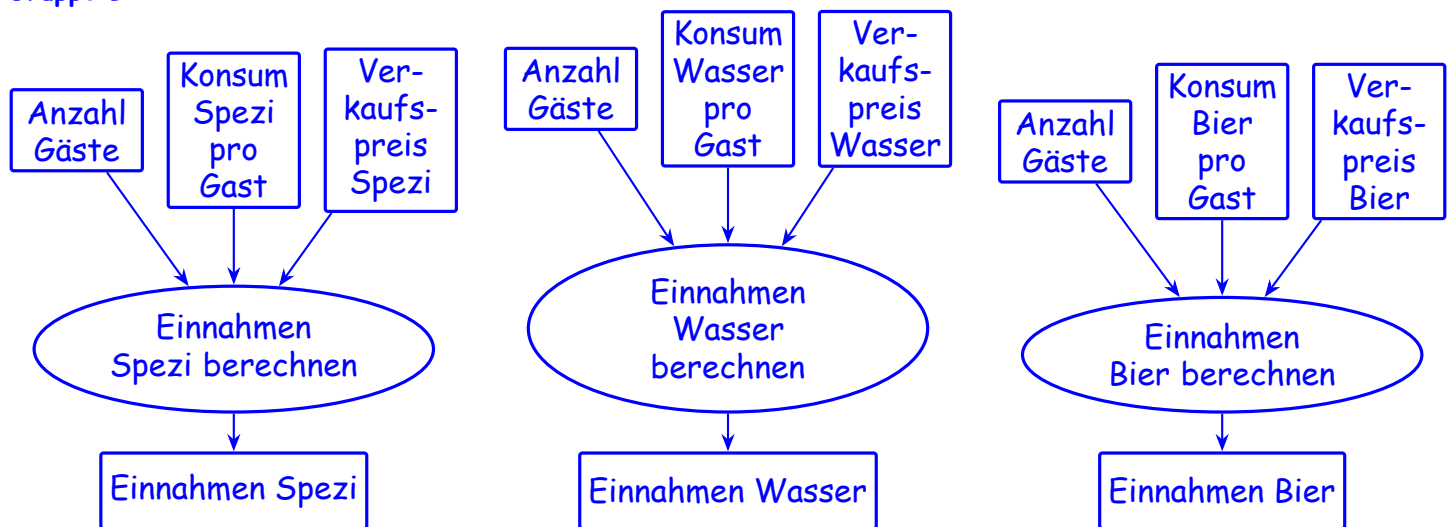 Anzahl
Gäste
Konsum
Spezi
pro
Gast
Ver-
kaufs-
preis
Spezi
Einnahmen
Spezi berechnen
Einnahmen Spezi
Anzahl
Gäste
Konsum
Wasser
pro
Gast
Ver-
kaufs-
preis
Wasser
Einnahmen
Wasser
berechnen
Einnahmen Wasser
Anzahl
Gäste
Konsum
Bier
pro
Gast
Ver-
kaufs-
preis
Bier
Einnahmen
Bier berechnen
Einnahmen Bier